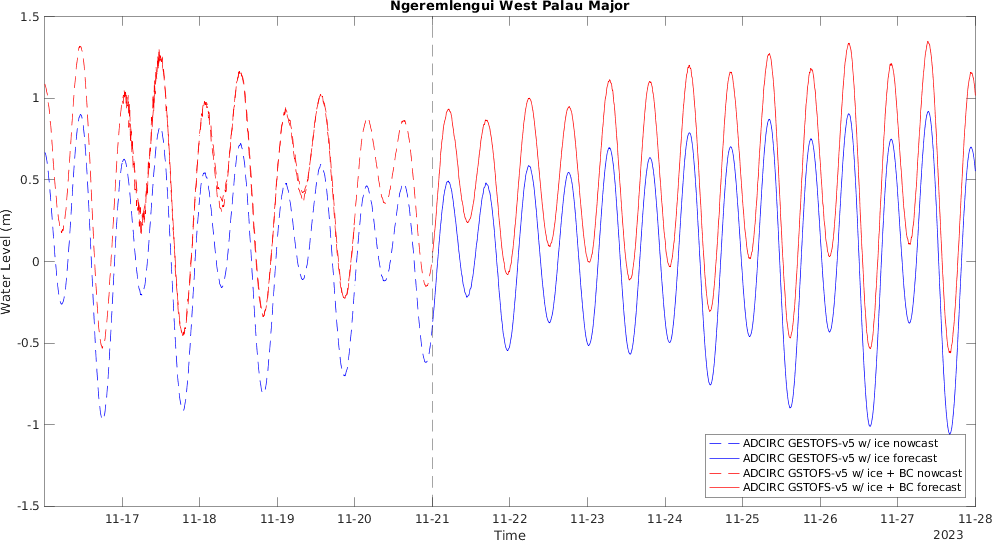 Ngeremlengui West Palau Major
1.5
1
0.5
0
-0.5
-1
-1.5
Water Level (m)
11-17
11-18
11-19
11-20
11-21
11-22
11-23
11-24
11-25
11-26
11-27
11-28
Time
2023
ADCIRC GESTOFS-v5 w/ ice nowcast
ADCIRC GESTOFS-v5 w/ ice forecast
ADCIRC GSTOFS-v5 w/ ice + BC nowcast
ADCIRC GSTOFS-v5 w/ ice + BC forecast